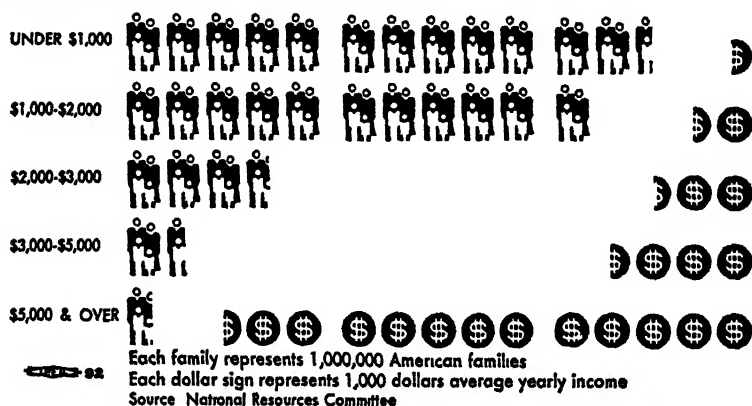 UNDER $1,000
$1,000-$2,000
$2,000-$3,000
$3,000-$5,000
$5,000 & OVER
92
Each family represents 1,000,000 American families
Each dollar sign represents 1,000 dollars average yearly income
Source National Resources Committee